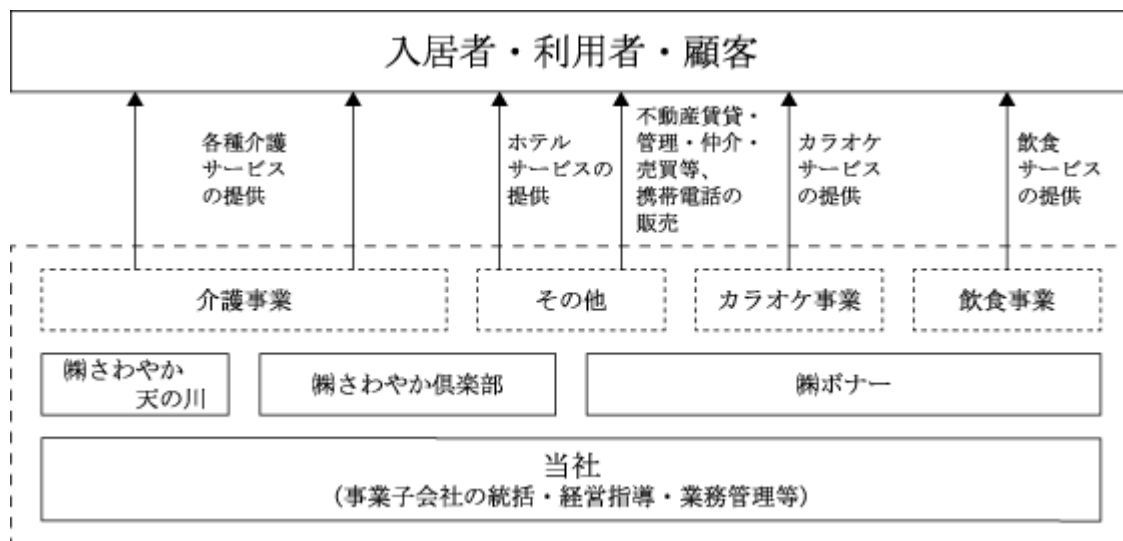 入居者・利用者・顧客
各種介護
サービス
の提供
ホテル
サービスの
提供
不動産賃貸・
管理・仲介・
売買等、
携帯電話の
販売
カラオケ
サービス
の提供
飲食
サービス
の提供
介護事業
その他
カラオケ事業
飲食事業
㈱さわやか
天の川
㈱さわやか倶楽部
㈱ボナー
当社
（事業子会社の統括・経営指導・業務管理等）